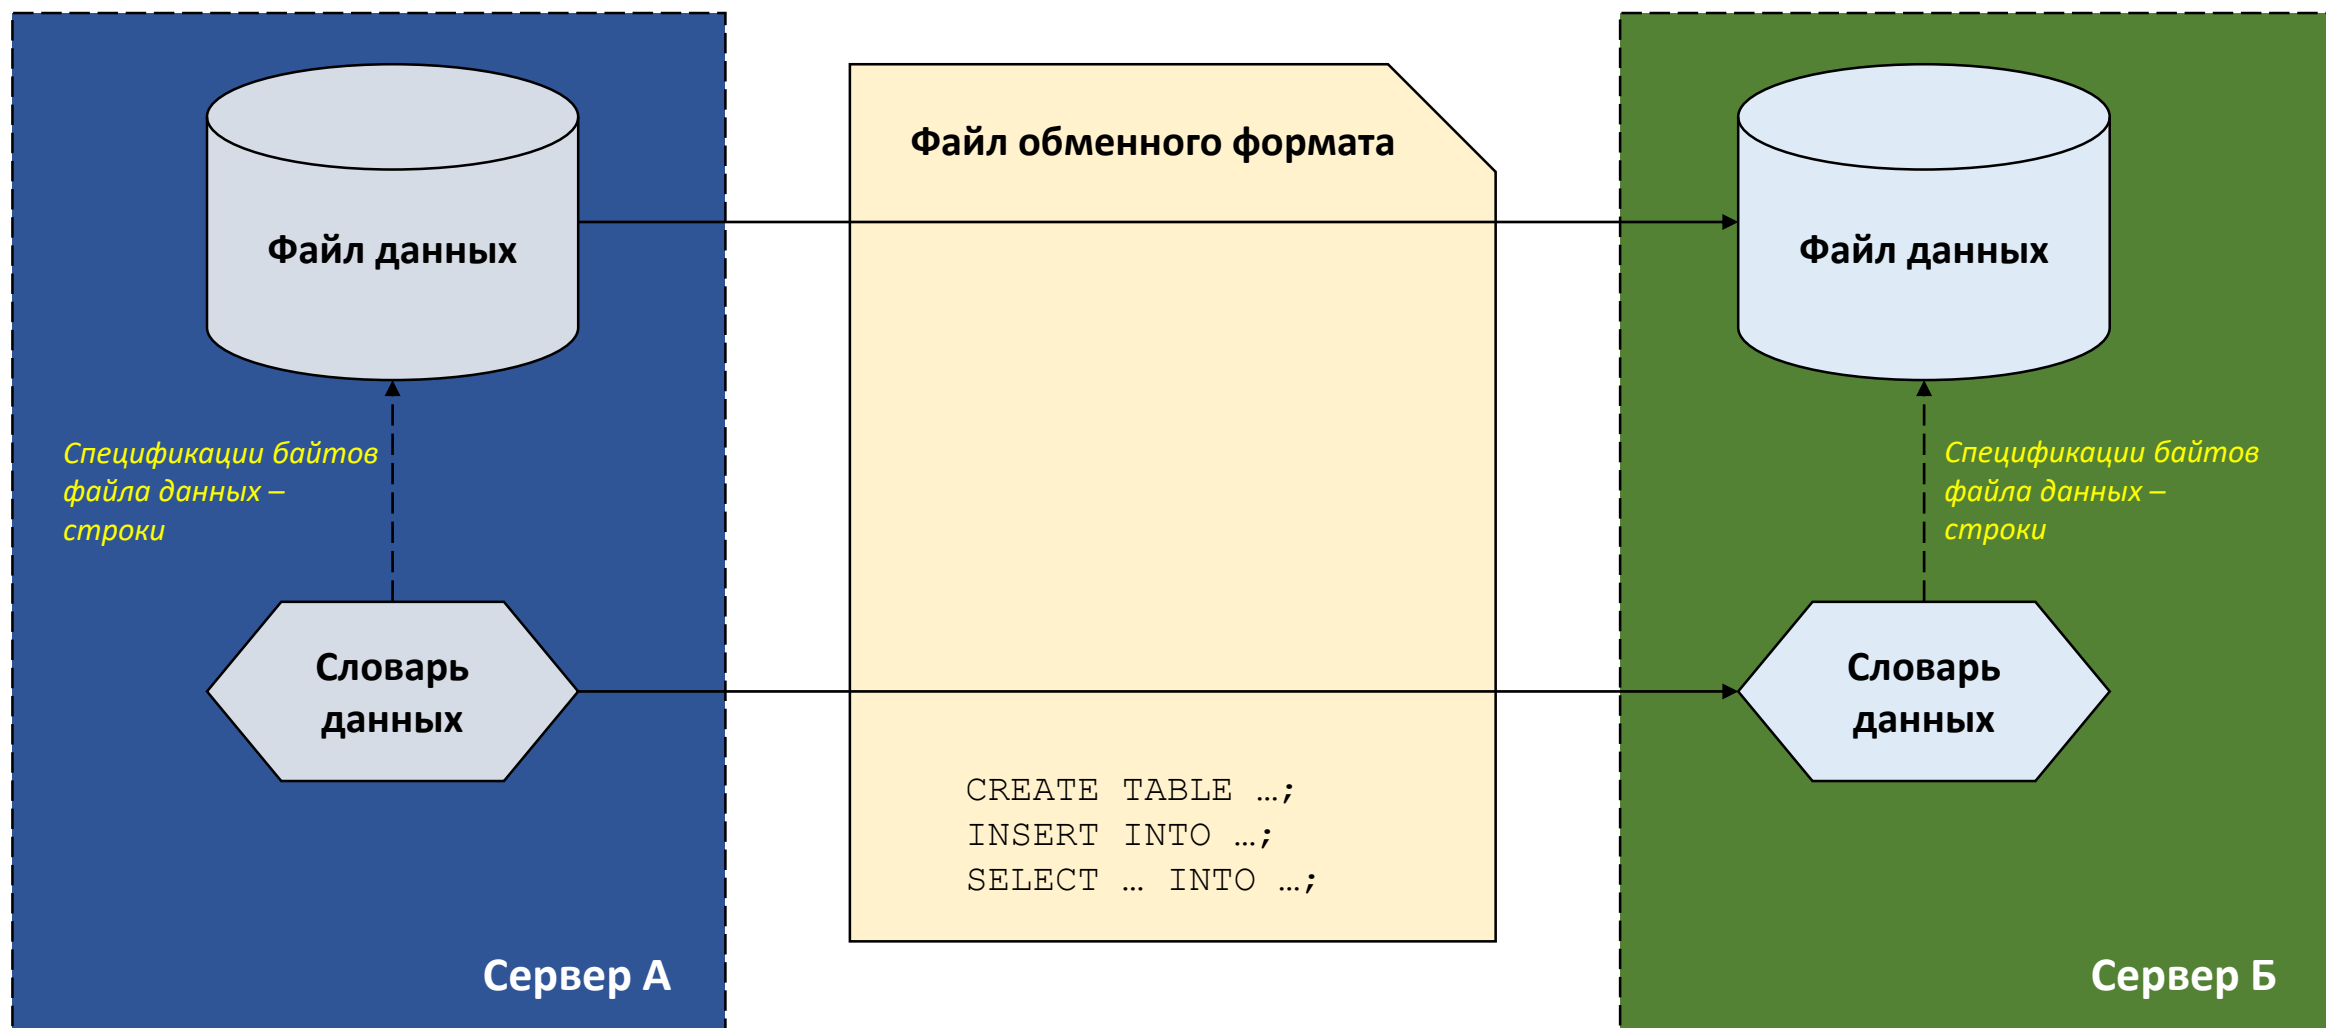 Файл обменного формата
Файл данных
Файл данных
Спецификации байтов
файла данных –
строки
Спецификации байтов
файла данных –
строки
Словарь
данных
Словарь
данных
CREATE TABLE …;
INSERT INTO …;
SELECT … INTO …;
Сервер А
Сервер Б